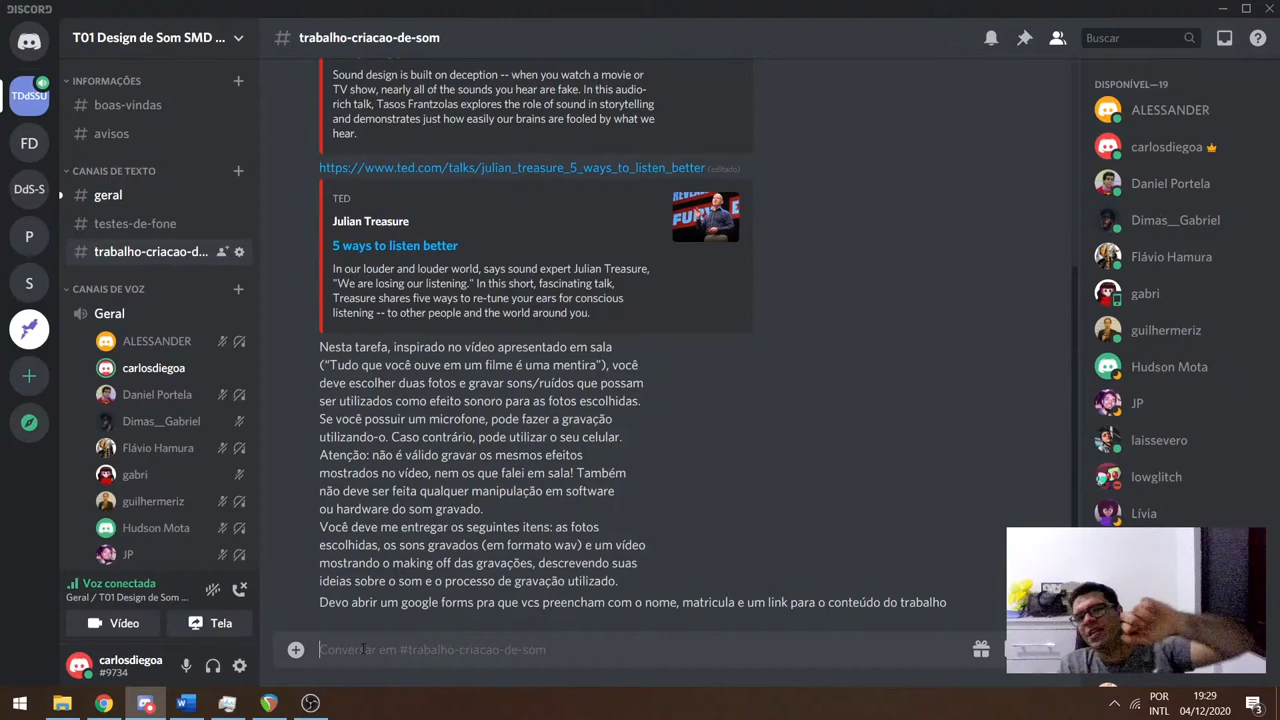 DISCORD
T01 Design de Som SMD ...
trabalho-criacao-de-som
Buscar
INFORMAÇÕES
boas-vindas
avisos
CANAIS DE TEXTO
geral
testes-de-fone
trabalho-criacao-d...
CANAIS DE VOZ
Geral
ALESSANDER
carlosdiegoa
Daniel Portela
Dimas__Gabriel
Flávio Hamura
gabri
guilhermeriz
Hudson Mota
JP
Voz conectada
Geral / T01 Design de Som ...
Vídeo
Tela
carlosdiegoa
#9734
TDdSSU
FD
DdS-S
P
S
Sound design is built on deception -- when you watch a movie or
TV show, nearly all of the sounds you hear are fake. In this audio-
rich talk, Tasos Frantzolas explores the role of sound in storytelling
and demonstrates just how easily our brains are fooled by what we
hear.
https://www.ted.com/talks/julian_treasure_5_ways_to_listen_better (editado)
TED
Julian Treasure
5 ways to listen better
In our louder and louder world, says sound expert Julian Treasure,
"We are losing our listening." In this short, fascinating talk,
Treasure shares five ways to re-tune your ears for conscious
listening -- to other people and the world around you.
Nesta tarefa, inspirado no vídeo apresentado em sala
(“Tudo que você ouve em um filme é uma mentira”), você
deve escolher duas fotos e gravar sons/ruídos que possam
ser utilizados como efeito sonoro para as fotos escolhidas.
Se você possuir um microfone, pode fazer a gravação
utilizando-o. Caso contrário, pode utilizar o seu celular.
Atenção: não é válido gravar os mesmos efeitos
mostrados no vídeo, nem os que falei em sala! Também
não deve ser feita qualquer manipulação em software
ou hardware do som gravado.
Você deve me entregar os seguintes itens: as fotos
escolhidas, os sons gravados (em formato wav) e um vídeo
mostrando o making off das gravações, descrevendo suas
ideias sobre o som e o processo de gravação utilizado.
Devo abrir um google forms pra que vcs preencham com o nome, matricula e um link para o conteúdo do trabalho
Conversar em #trabalho-criacao-de-som
DISPONÍVEL—19
ALESSANDER
carlosdiegoa
Daniel Portela
Dimas__Gabriel
Flávio Hamura
gabri
guilhermeriz
Hudson Mota
JP
laissevero
lowglitch
Lívia
POR
INTL
19:29
04/12/2020
3